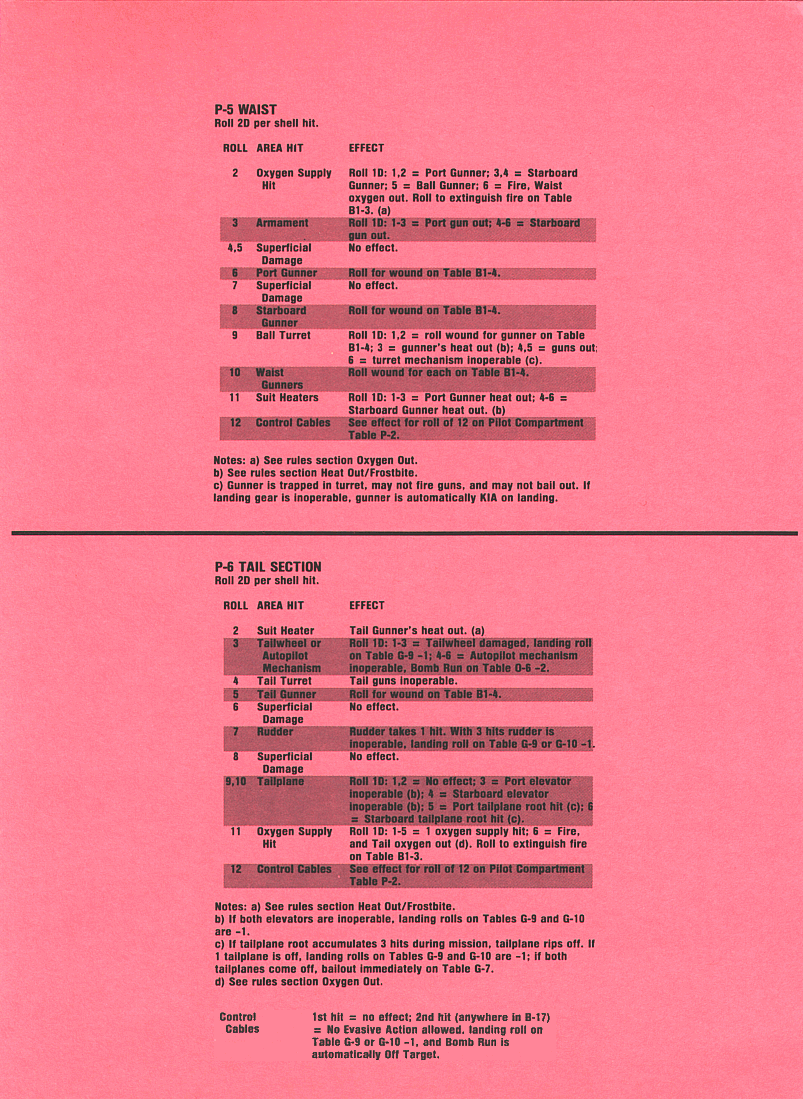 P-5 WAIST
Roll 2D per shell hit.
ROLL AREA HIT EFFECT
2 Oxygen Supply Roll 1D: 1,2 = Port Gunner; 3,4 = Starboard
Hit Gunner; 5 = Ball Gunner; 6 = Fire, Waist
oxygen out. Roll to extinguish fire on Table
B1-3. (a)
3 Armament Roll 1D: 1-3 = Port gun out; 4-6 = Starboard
gun out.
4,5 Superficial No effect.
Damage
6 Port Gunner Roll for wound on Table B1-4.
7 Superficial No effect.
Damage
8 Starboard Roll for wound on Table B1-4.
Gunner
9 Ball Turret Roll 1D: 1,2 = roll wound for gunner on Table
B1-4; 3 = gunner's heat out (b); 4,5 = guns out;
6 = turret mechanism inoperable (c).
10 Waist Roll wound for each on Table B1-4.
Gunners
11 Suit Heaters Roll 1D: 1-3 = Port Gunner heat out; 4-6 =
Starboard Gunner heat out. (b)
12 Control Cables See effect for roll of 12 on Pilot Compartment
Table P-2.
Notes: a) See rules section Oxygen Out.
b) See rules section Heat Out/Frostbite.
c) Gunner is trapped in turret, may not fire guns, and may not bail out. If
landing gear is inoperable, gunner is automatically KIA on landing.
P-6 TAIL SECTION
Roll 2D per shell hit.
ROLL AREA HIT EFFECT
2 Suit Heater Tail Gunner's heat out. (a)
3 Tailwheel or Roll 1D: 1-3 = Tailwheel damaged, landing roll
Autopilot on Table G-9 -1; 4-6 = Autopilot mechanism
Mechanism inoperable, Bomb Run on Table O-6 -2.
4 Tail Turret Tail guns inoperable.
5 Tail Gunner Roll for wound on Table B1-4.
6 Superficial No effect.
Damage
7 Rudder Rudder takes 1 hit. With 3 hits rudder is
inoperable, landing roll on Table G-9 or G-10 -1.
8 Superficial No effect.
Damage
9,10 Tailplane Roll 1D: 1,2 = No effect; 3 = Port elevator
inoperable (b); 4 = Starboard elevator
inoperable (b); 5 = Port tailplane root hit (c); 6
= Starboard tailplane root hit (c).
11 Oxygen Supply Roll 1D: 1-5 = 1 oxygen supply hit; 6 = Fire,
Hit and Tail oxygen out (d). Roll to extinguish fire
on Table B1-3.
12 Control Cables See effect for roll of 12 on Pilot Compartment
Table P-2.
Notes: a) See rules section Heat Out/Frostbite.
b) If both elevators are inoperable, landing rolls on Tables G-9 and G-10
are -1.
c) If tailplane root accumulates 3 hits during mission, tailplane rips off. If
1 tailplane is off, landing rolls on Tables G-9 and G-10 are -1; if both
tailplanes come off, bailout immediately on Table G-7.
d) See rules section Oxygen Out.
Control 1st hit = no effect; 2nd hit (anywhere in B-17)
Cables = No Evasive Action allowed, landing roll on
Table G-9 or G-10 -1, and Bomb Run is
automatically Off Target.